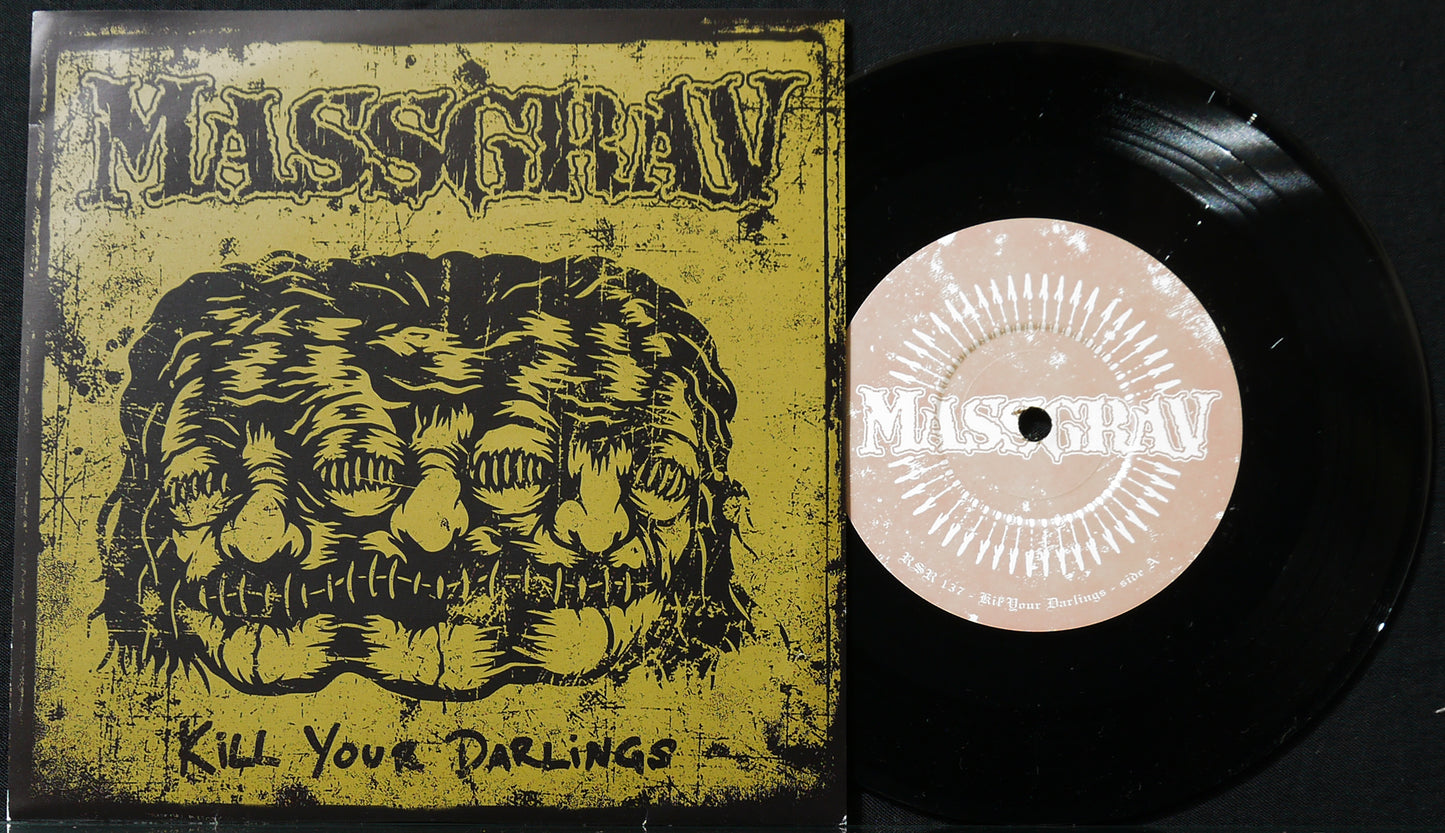 MASSGRAV
KiLL YOUR DARLiNGS
MASSGRAV
RSR 137 - Kill Your Darlings - side A